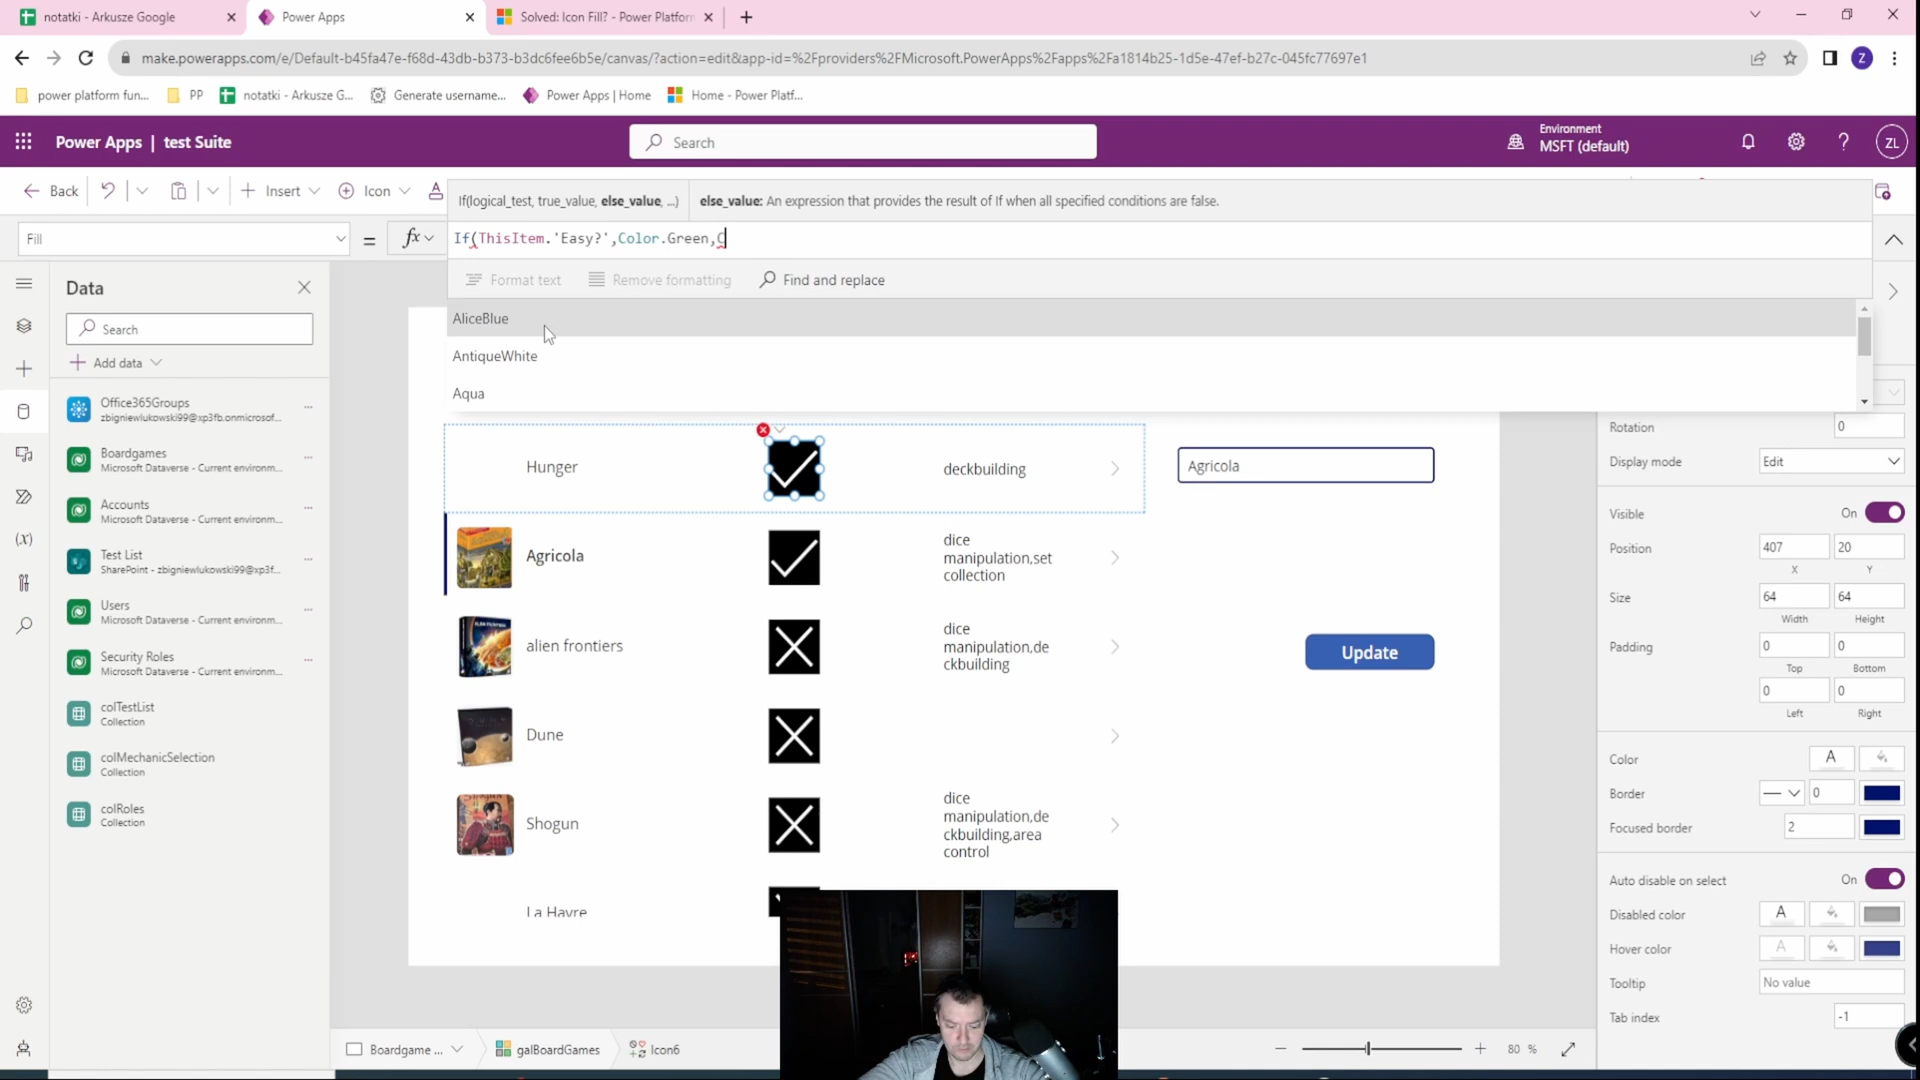 notatki - Arkusze Google
Power Apps
Solved: Icon Fill? - Power Platform
make.powerapps.com/e/Default-b45fa47e-f68d-43db-b373-b3dc6fee6b5e/canvas/?action=edit&app-id=%2Fproviders%2FMicrosoft.PowerApps%2Fapps%2Fa1814b25-1d5e-47ef-b27c-045fc77697e1
Z
power platform fun...
PP
notatki - Arkusze G...
Generate username...
Power Apps | Home
Home - Power Platf...
Power Apps | test Suite
Search
Environment
MSFT (default)
ZL
Back
Insert
Icon
If(logical_test, true_value, else_value, ...)
else_value: An expression that provides the result of If when all specified conditions are false.
Fill
=
fx
If(ThisItem.'Easy?',Color.Green,C
Format text
Remove formatting
Find and replace
AliceBlue
AntiqueWhite
Aqua
Data
Search
Add data
Office365Groups
zbigniewlukowski99@xp3fb.onmicrosof...
Boardgames
Microsoft Dataverse - Current environm...
Accounts
Microsoft Dataverse - Current environm...
Test List
SharePoint - zbigniewlukowski99@xp3f...
Users
Microsoft Dataverse - Current environm...
Security Roles
Microsoft Dataverse - Current environm...
colTestList
Collection
colMechanicSelection
Collection
colRoles
Collection
Hunger
deckbuilding
Agricola
Agricola
dice
manipulation,set
collection
alien frontiers
dice
manipulation,de
ckbuilding
Update
Dune
Shogun
dice
manipulation,de
ckbuilding,area
control
La Havre
Rotation
0
Display mode
Edit
Visible
On
Position
407
20
X
Y
Size
64
64
Width
Height
Padding
0
0
Top
Bottom
0
0
Left
Right
Color
A
Border
0
Focused border
2
Auto disable on select
On
Disabled color
A
Hover color
A
Tooltip
No value
Tab index
-1
Boardgame ...
galBoardGames
Icon6
80 %